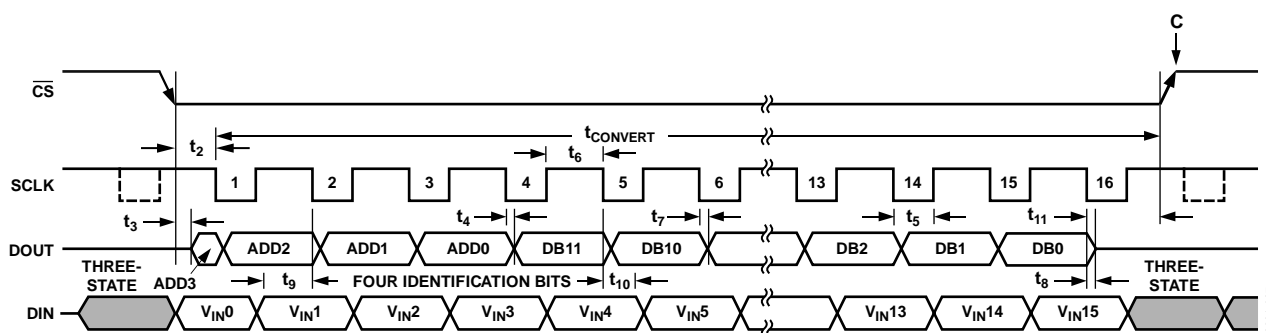 C
CS
tCONVERT
t2
t6
SCLK
1 2 3 4 5 6 13 14 15 16
t3 t4 t7 t5 t11
DOUT
ADD2 ADD1 ADD0 DB11 DB10 DB2 DB1 DB0
THREE-
STATE
ADD3
t9
FOUR IDENTIFICATION BITS
t10
t8
THREE-
STATE
DIN
VIN0 VIN1 VIN2 VIN3 VIN4 VIN5 VIN13 VIN14 VIN15